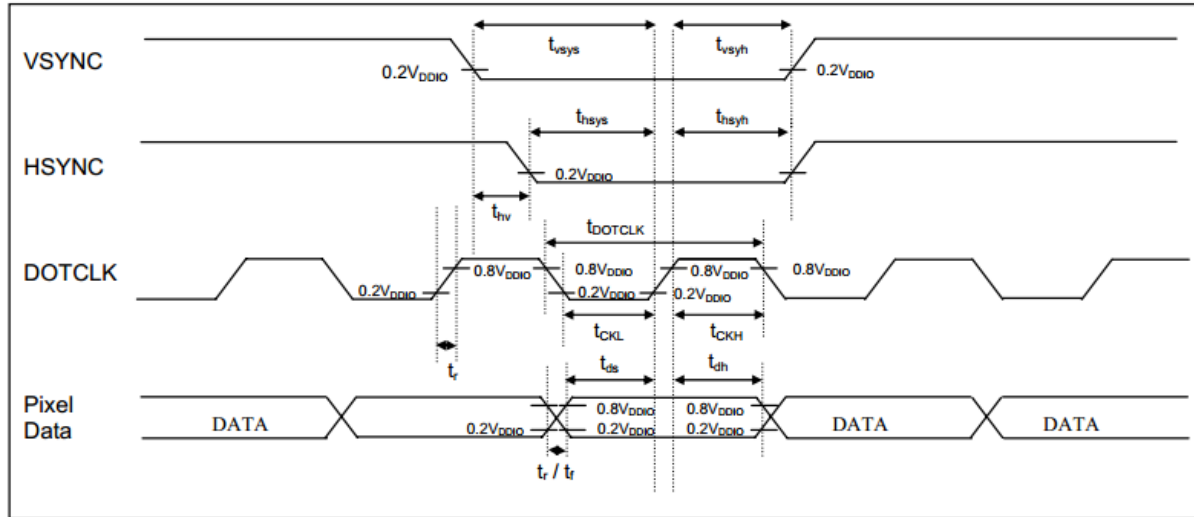 t_vsys t_vsyh
VSYNC
0.2V_DDIO 0.2V_DDIO
t_hsys t_hsyh
HSYNC
0.2V_DDIO
t_hv
t_DOTCLK
DOTCLK
0.8V_DDIO 0.8V_DDIO 0.8V_DDIO 0.8V_DDIO
0.2V_DDIO 0.2V_DDIO 0.2V_DDIO
t_CKL t_CKH
t_r
t_ds t_dh
Pixel
Data
0.8V_DDIO 0.8V_DDIO
DATA 0.2V_DDIO 0.2V_DDIO 0.2V_DDIO DATA DATA
t_r / t_f